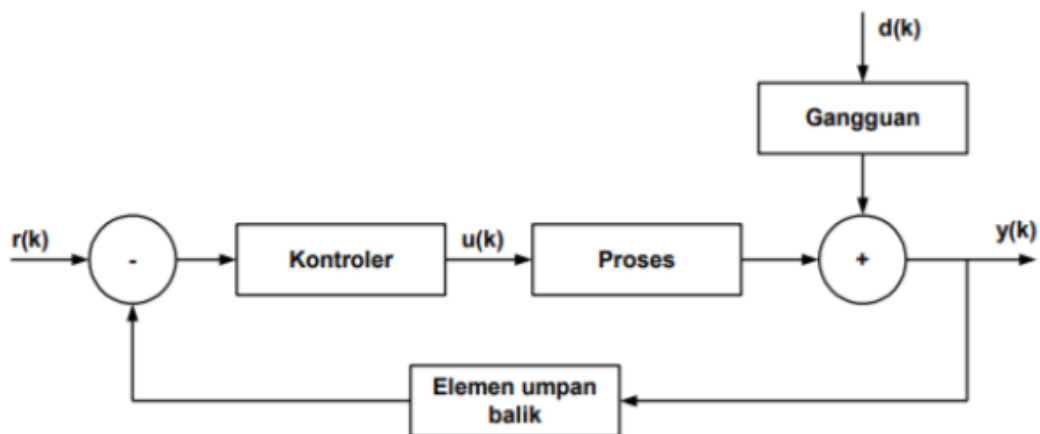 d(k)
Gangguan
r(k)
-
Kontroler
u(k)
Proses
+
y(k)
Elemen umpan
balik